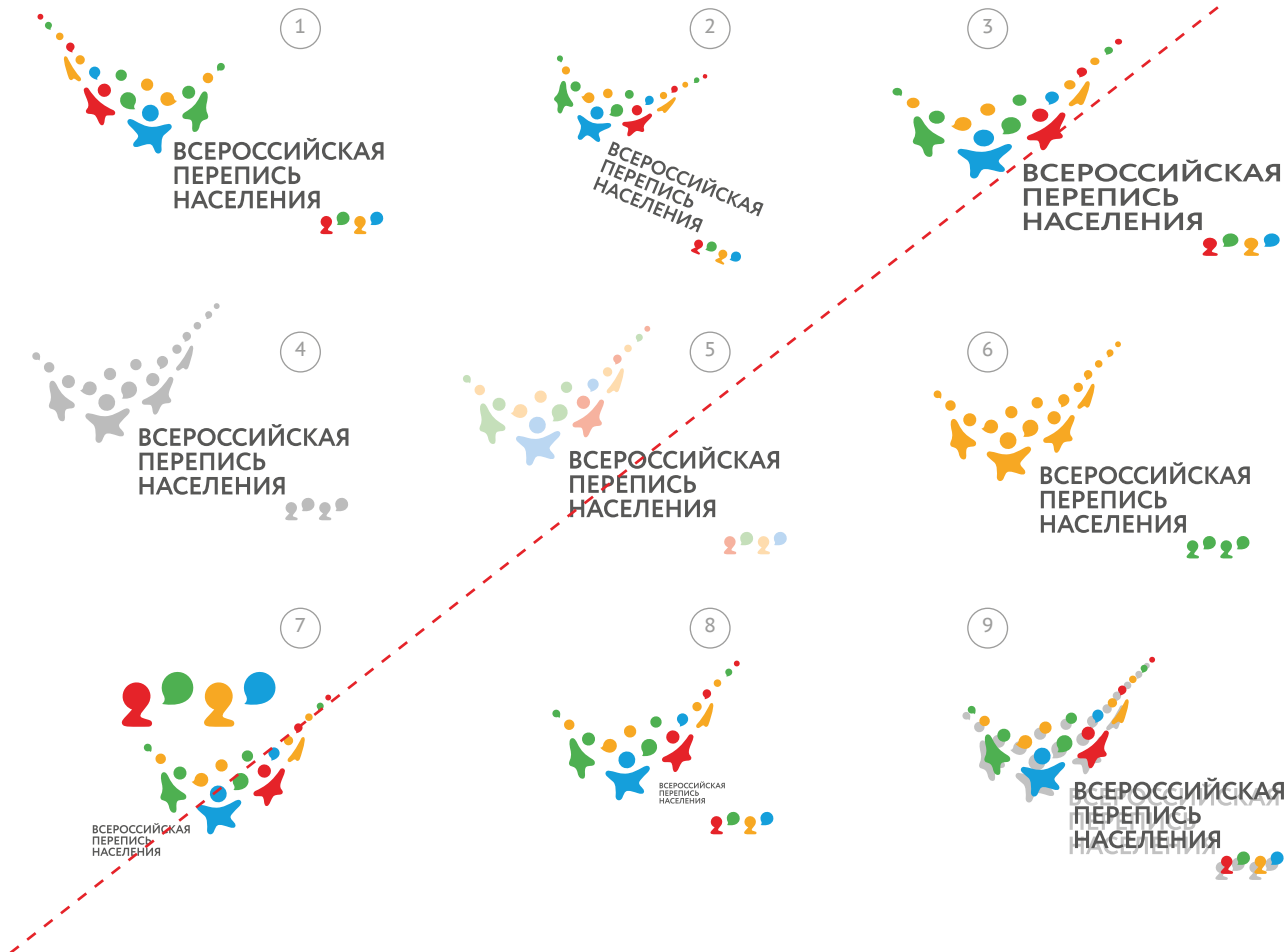 1
ВСЕРОССИЙСКАЯ
ПЕРЕПИСЬ
НАСЕЛЕНИЯ
2
ВСЕРОССИЙСКАЯ
ПЕРЕПИСЬ
НАСЕЛЕНИЯ
3
ВСЕРОССИЙСКАЯ
ПЕРЕПИСЬ
НАСЕЛЕНИЯ
4
ВСЕРОССИЙСКАЯ
ПЕРЕПИСЬ
НАСЕЛЕНИЯ
5
ВСЕРОССИЙСКАЯ
ПЕРЕПИСЬ
НАСЕЛЕНИЯ
6
ВСЕРОССИЙСКАЯ
ПЕРЕПИСЬ
НАСЕЛЕНИЯ
7
ВСЕРОССИЙСКАЯ
ПЕРЕПИСЬ
НАСЕЛЕНИЯ
8
ВСЕРОССИЙСКАЯ
ПЕРЕПИСЬ
НАСЕЛЕНИЯ
9
ВСЕРОССИЙСКАЯ
ПЕРЕПИСЬ
НАСЕЛЕНИЯ